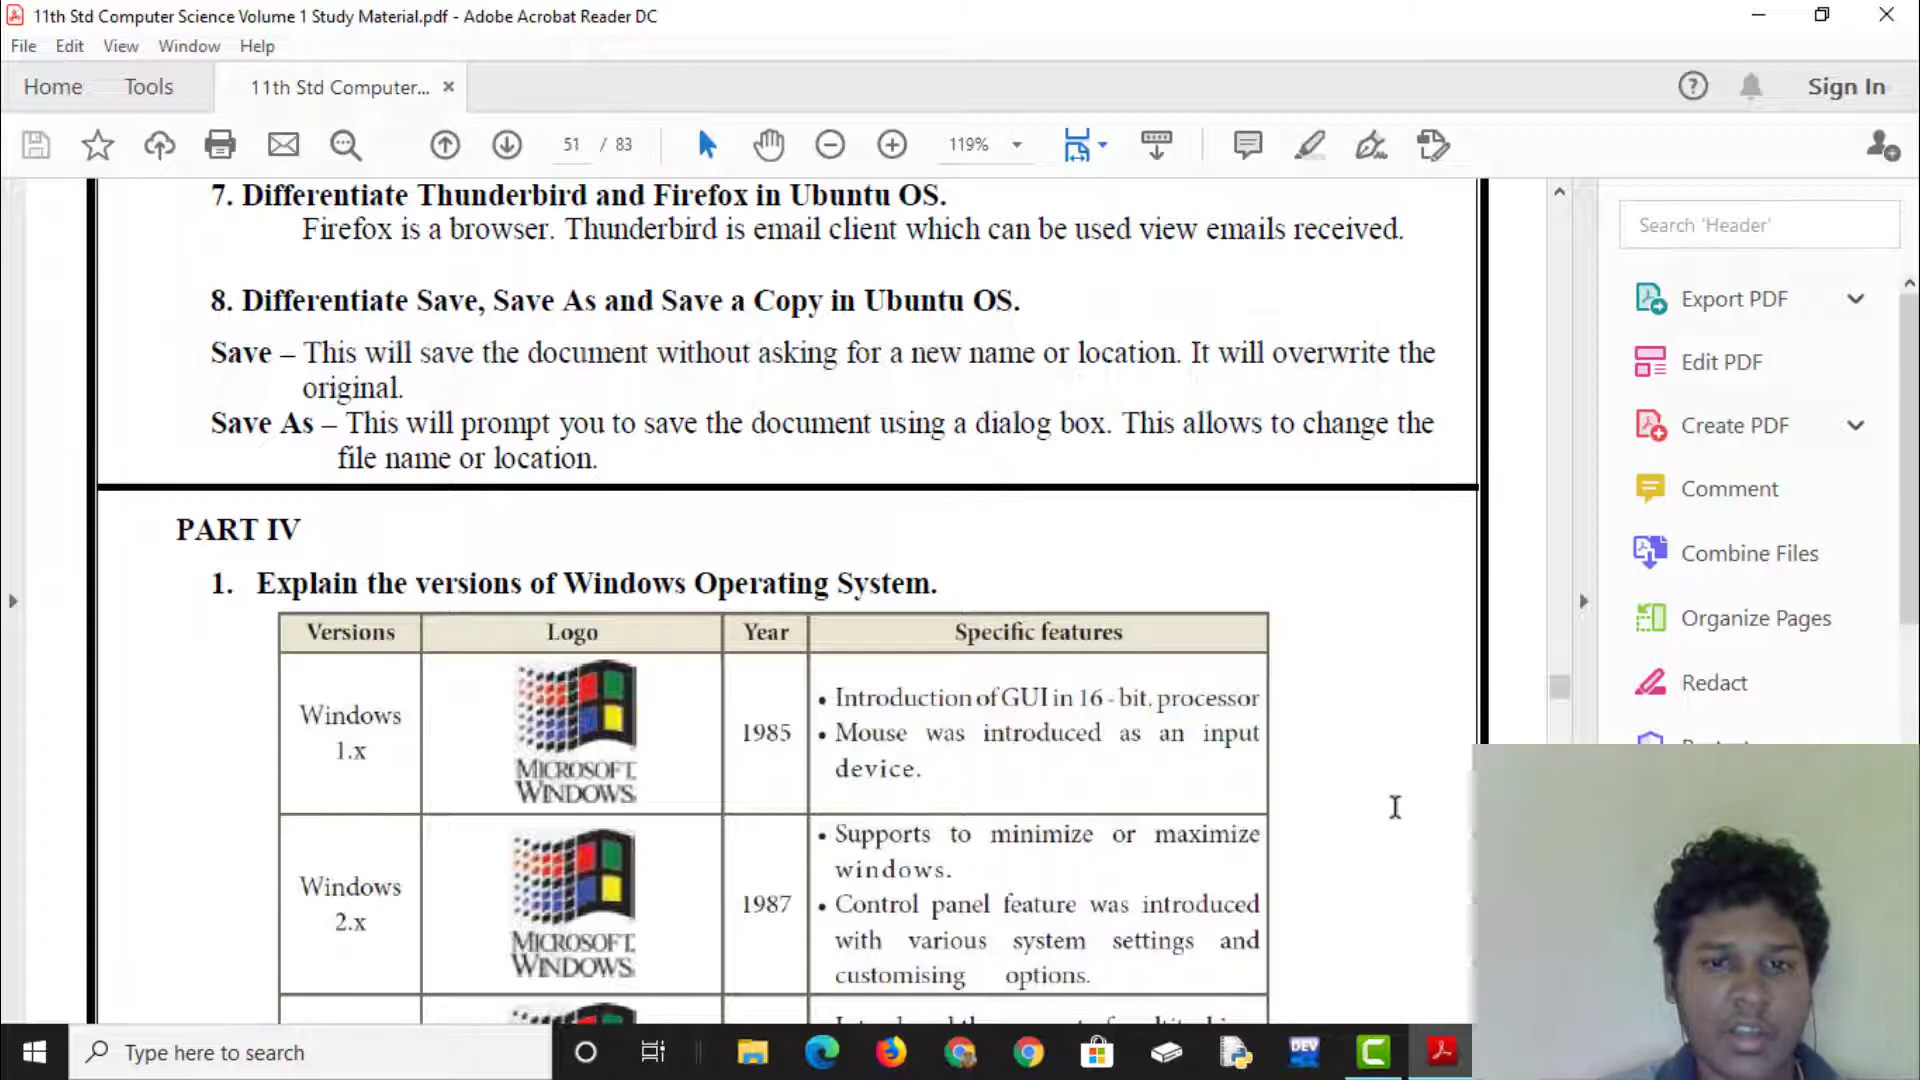 11th Std Computer Science Volume 1 Study Material.pdf - Adobe Acrobat Reader DC
File Edit View Window Help
Home Tools 11th Std Computer... × Sign In
51 / 83 119%
7. Differentiate Thunderbird and Firefox in Ubuntu OS.
Firefox is a browser. Thunderbird is email client which can be used view emails received.
8. Differentiate Save, Save As and Save a Copy in Ubuntu OS.
Save – This will save the document without asking for a new name or location. It will overwrite the
original.
Save As – This will prompt you to save the document using a dialog box. This allows to change the
file name or location.
PART IV
1. Explain the versions of Windows Operating System.
Versions Logo Year Specific features
Windows
1.x
MICROSOFT
WINDOWS
1985
• Introduction of GUI in 16 - bit. processor
• Mouse was introduced as an input
device.
Windows
2.x
MICROSOFT
WINDOWS
1987
• Supports to minimize or maximize
windows.
• Control panel feature was introduced
with various system settings and
customising options.
Search 'Header'
Export PDF
Edit PDF
Create PDF
Comment
Combine Files
Organize Pages
Redact
Type here to search
DEV